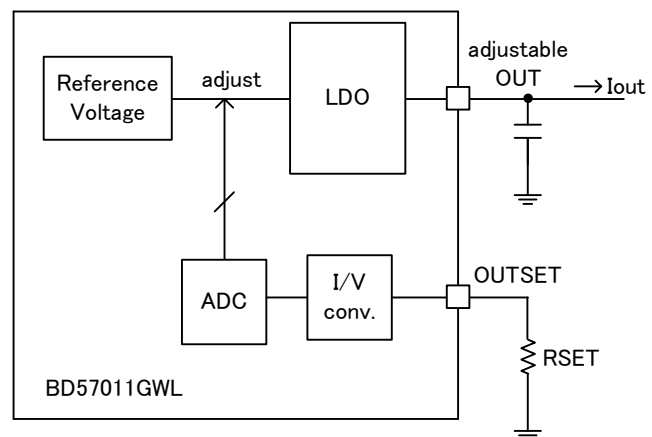 adjustable
OUT
→Iout
Reference
Voltage
adjust
LDO
ADC
I/V
conv.
OUTSET
RSET
BD57011GWL